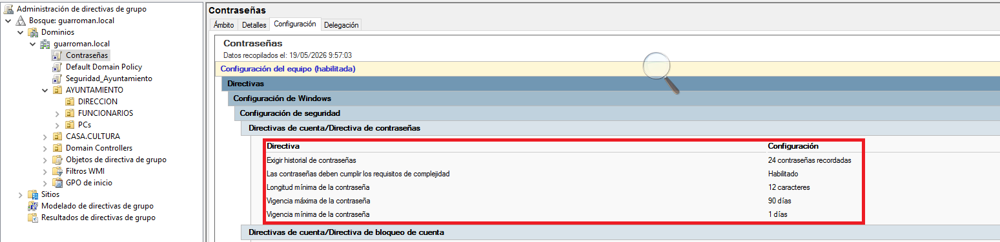 Administración de directivas de grupo
Bosque: guarroman.local
Dominios
guarroman.local
Contraseñas
Default Domain Policy
Seguridad_Ayuntamiento
AYUNTAMIENTO
DIRECCION
FUNCIONARIOS
PCs
CASA.CULTURA
Domain Controllers
Objetos de directiva de grupo
Filtros WMI
GPO de inicio
Sitios
Modelado de directivas de grupo
Resultados de directivas de grupo
Contraseñas
Ámbito Detalles Configuración Delegación
Contraseñas
Datos recopilados el: 19/05/2026 9:57:03
Configuración del equipo (habilitada)
Directivas
Configuración de Windows
Configuración de seguridad
Directivas de cuenta/Directiva de contraseñas
Directiva Configuración
Exigir historial de contraseñas 24 contraseñas recordadas
Las contraseñas deben cumplir los requisitos de complejidad Habilitado
Longitud mínima de la contraseña 12 caracteres
Vigencia máxima de la contraseña 90 días
Vigencia mínima de la contraseña 1 días
Directivas de cuenta/Directiva de bloqueo de cuenta